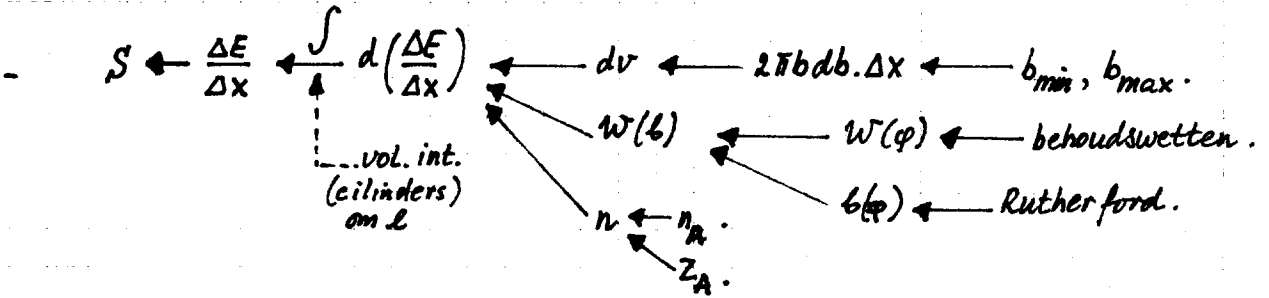 - S ← ΔE/Δx ← ∫ d(ΔE/Δx) ← dv ← 2πbdb.Δx ← b_min, b_max.
W(b) ← W(φ) ← behoudswetten.
vol. int.
(cilinders)
om l
b(φ) ← Rutherford.
n ← n_A.
Z_A.